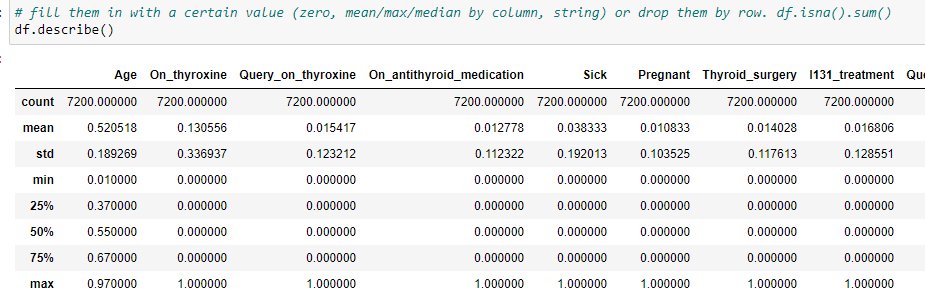 # fill them in with a certain value (zero, mean/max/median by column, string) or drop them by row. df.isna().sum()
df.describe()
Age On_thyroxine Query_on_thyroxine On_antithyroid_medication Sick Pregnant Thyroid_surgery I131_treatment Que
count 7200.000000 7200.000000 7200.000000 7200.000000 7200.000000 7200.000000 7200.000000 7200.000000
mean 0.520518 0.130556 0.015417 0.012778 0.038333 0.010833 0.014028 0.016806
std 0.189269 0.336937 0.123212 0.112322 0.192013 0.103525 0.117613 0.128551
min 0.010000 0.000000 0.000000 0.000000 0.000000 0.000000 0.000000 0.000000
25% 0.370000 0.000000 0.000000 0.000000 0.000000 0.000000 0.000000 0.000000
50% 0.550000 0.000000 0.000000 0.000000 0.000000 0.000000 0.000000 0.000000
75% 0.670000 0.000000 0.000000 0.000000 0.000000 0.000000 0.000000 0.000000
max 0.970000 1.000000 1.000000 1.000000 1.000000 1.000000 1.000000 1.000000